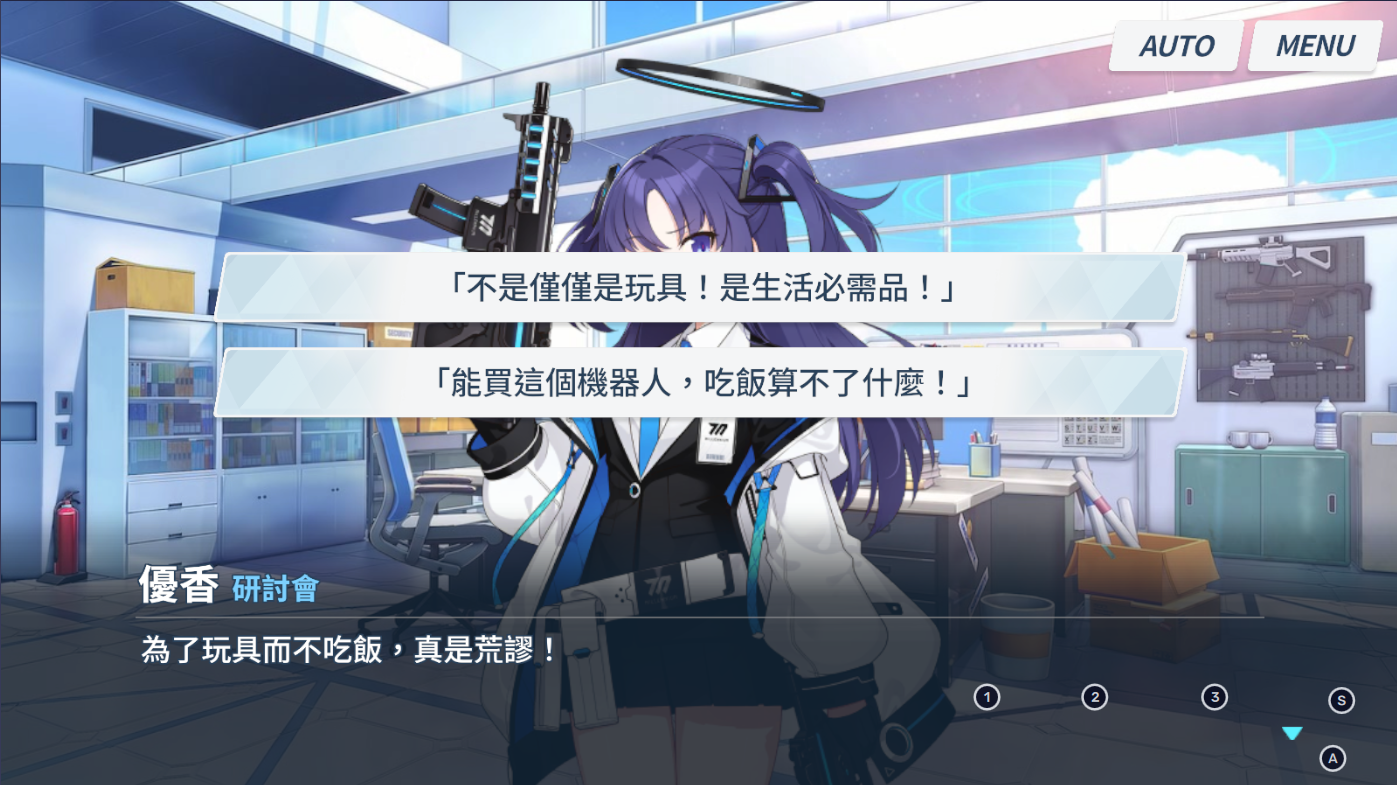 AUTO
MENU
「不是僅僅是玩具！是生活必需品！」
「能買這個機器人，吃飯算不了什麼！」
優香 研討會
為了玩具而不吃飯，真是荒謬！
1 2 3 S
A